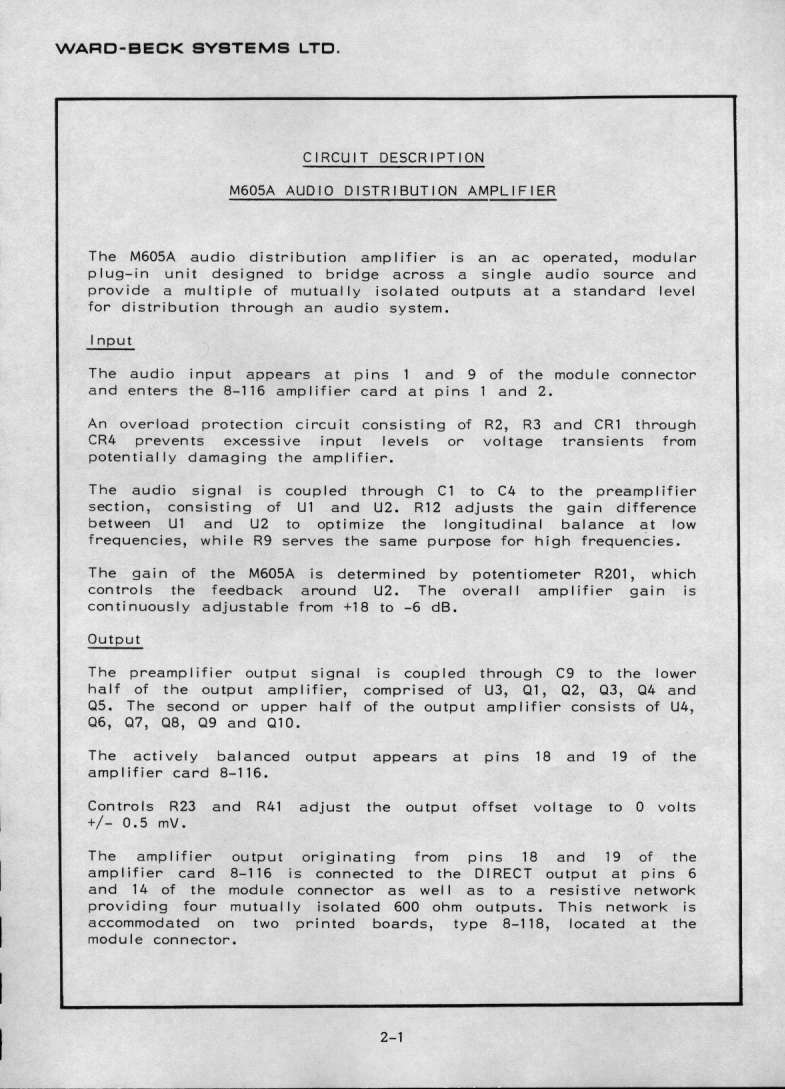 WARD-BECK SYSTEMS LTD.
CIRCUIT DESCRIPTION
M605A AUDIO DISTRIBUTION AMPLIFIER
The M605A audio distribution amplifier is an ac operated, modular
plug-in unit designed to bridge across a single audio source and
provide a multiple of mutually isolated outputs at a standard level
for distribution through an audio system.
Input
The audio input appears at pins 1 and 9 of the module connector
and enters the 8-116 amplifier card at pins 1 and 2.
An overload protection circuit consisting of R2, R3 and CR1 through
CR4 prevents excessive input levels or voltage transients from
potentially damaging the amplifier.
The audio signal is coupled through C1 to C4 to the preamplifier
section, consisting of U1 and U2. R12 adjusts the gain difference
between U1 and U2 to optimize the longitudinal balance at low
frequencies, while R9 serves the same purpose for high frequencies.
The gain of the M605A is determined by potentiometer R201, which
controls the feedback around U2. The overall amplifier gain is
continuously adjustable from +18 to -6 dB.
Output
The preamplifier output signal is coupled through C9 to the lower
half of the output amplifier, comprised of U3, Q1, Q2, Q3, Q4 and
Q5. The second or upper half of the output amplifier consists of U4,
Q6, Q7, Q8, Q9 and Q10.
The actively balanced output appears at pins 18 and 19 of the
amplifier card 8-116.
Controls R23 and R41 adjust the output offset voltage to 0 volts
+/- 0.5 mV.
The amplifier output originating from pins 18 and 19 of the
amplifier card 8-116 is connected to the DIRECT output at pins 6
and 14 of the module connector as well as to a resistive network
providing four mutually isolated 600 ohm outputs. This network is
accommodated on two printed boards, type 8-118, located at the
module connector.
2-1